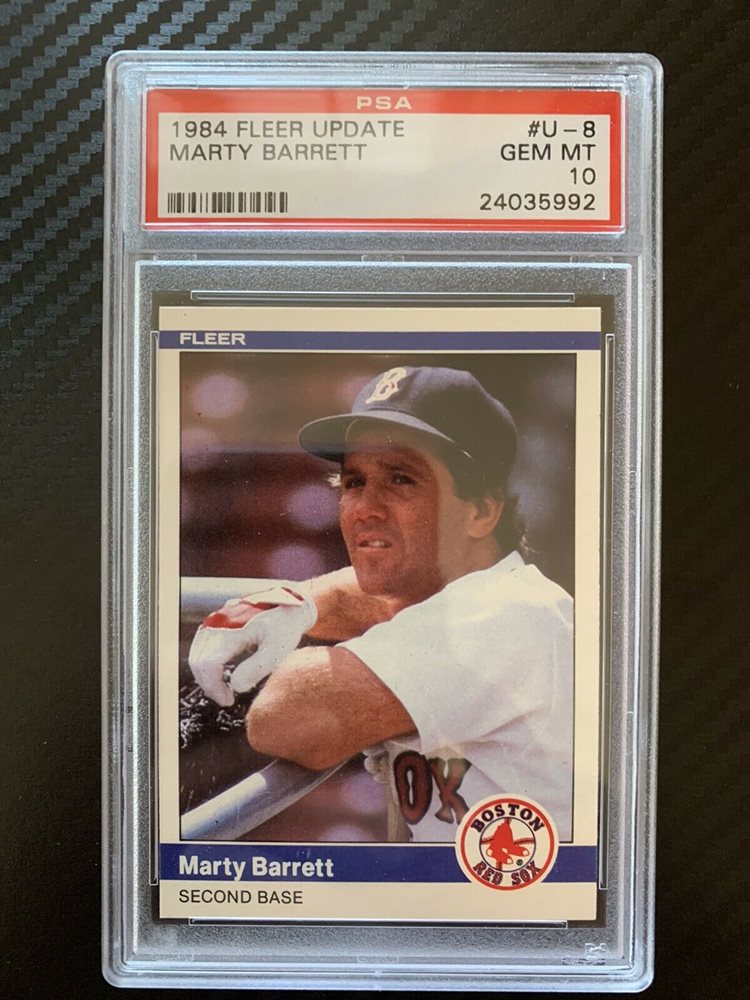 PSA
1984 FLEER UPDATE #U-8
MARTY BARRETT GEM MT
10
24035992
FLEER
B
OX
BOSTON
RED SOX
Marty Barrett
SECOND BASE